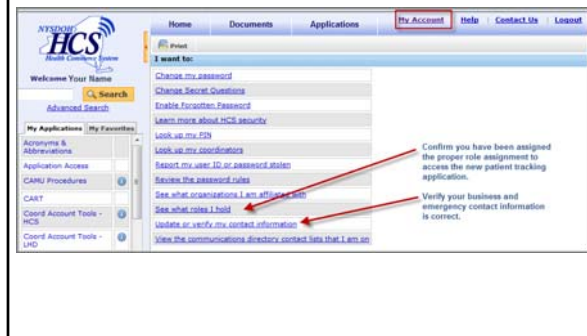 NYSDOH
HCS
Health Commerce System
Welcome Your Name
Search
Advanced Search
My Applications My Favorites
Acronyms &
Abbreviations
Application Access
CAMU Procedures
CART
Coord Account Tools -
HCS
Coord Account Tools -
LHD
Home Documents Applications My Account Help Contact Us Logout
Print
I want to:
Change my password
Change Secret Questions
Enable Forgotten Password
Learn more about HCS security
Look up my PIN
Look up my coordinators
Report my user ID or password stolen
Review the password rules
See what organizations I am affiliated with
See what roles I hold
Update or verify my contact information
View the communications directory contact lists that I am on
Confirm you have been assigned
the proper role assignment to
access the new patient tracking
application.
Verify your business and
emergency contact information
is correct.